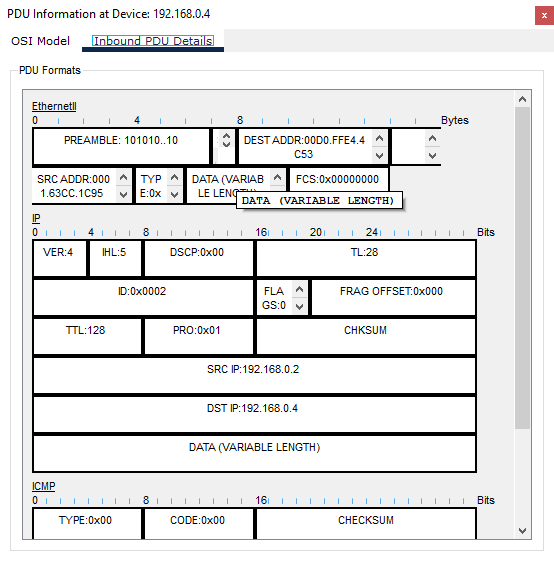 PDU Information at Device: 192.168.0.4
x
OSI Model Inbound PDU Details
PDU Formats
EthernetII
0 4 8 Bytes
PREAMBLE: 101010..10
DEST ADDR:00D0.FFE4.4
C53
SRC ADDR:000
1.63CC.1C95
TYP
E:0x
DATA (VARIAB
LE LENGTH)
FCS:0x00000000
DATA (VARIABLE LENGTH)
IP
0 4 8 16 20 24 Bits
VER:4 IHL:5 DSCP:0x00 TL:28
ID:0x0002
FLA
GS:0
FRAG OFFSET:0x000
TTL:128 PRO:0x01 CHKSUM
SRC IP:192.168.0.2
DST IP:192.168.0.4
DATA (VARIABLE LENGTH)
ICMP
0 8 16 Bits
TYPE:0x00 CODE:0x00 CHECKSUM